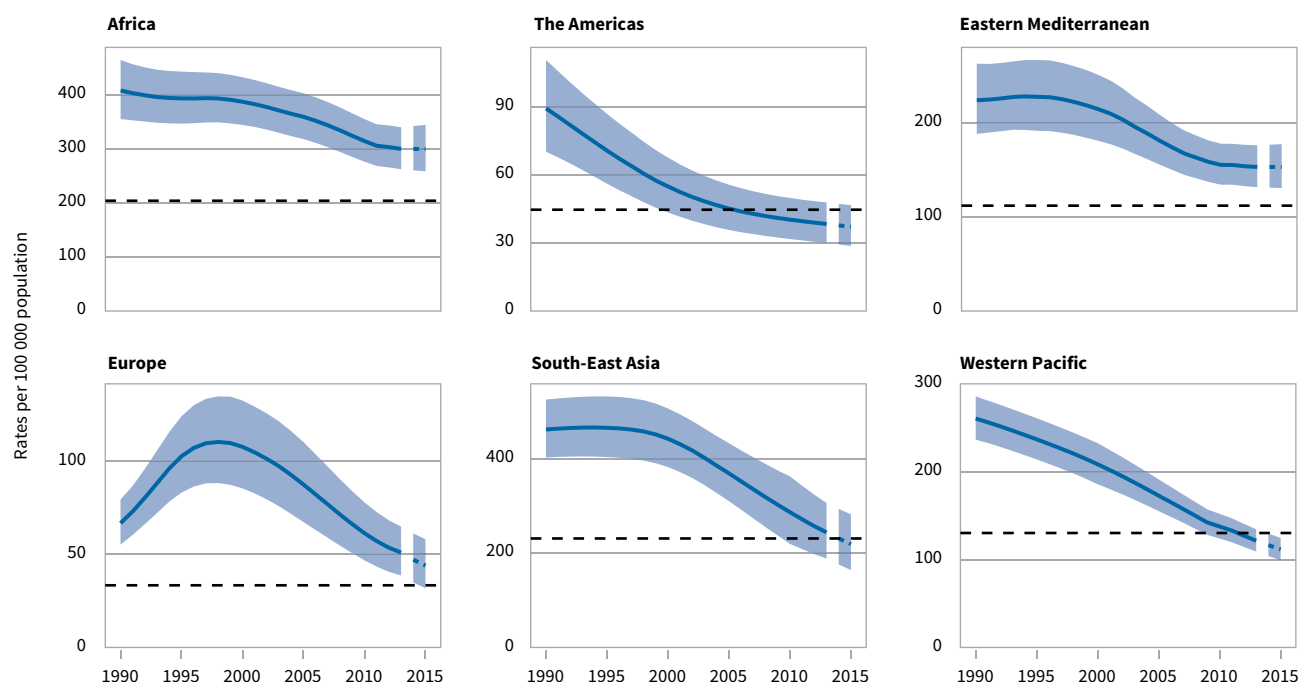 Africa
The Americas
Eastern Mediterranean
400
300
200
100
0
90
60
30
0
200
100
0
Rates per 100 000 population
Europe
South-East Asia
Western Pacific
100
50
0
400
200
0
300
200
100
0
1990 1995 2000 2005 2010 2015
1990 1995 2000 2005 2010 2015
1990 1995 2000 2005 2010 2015